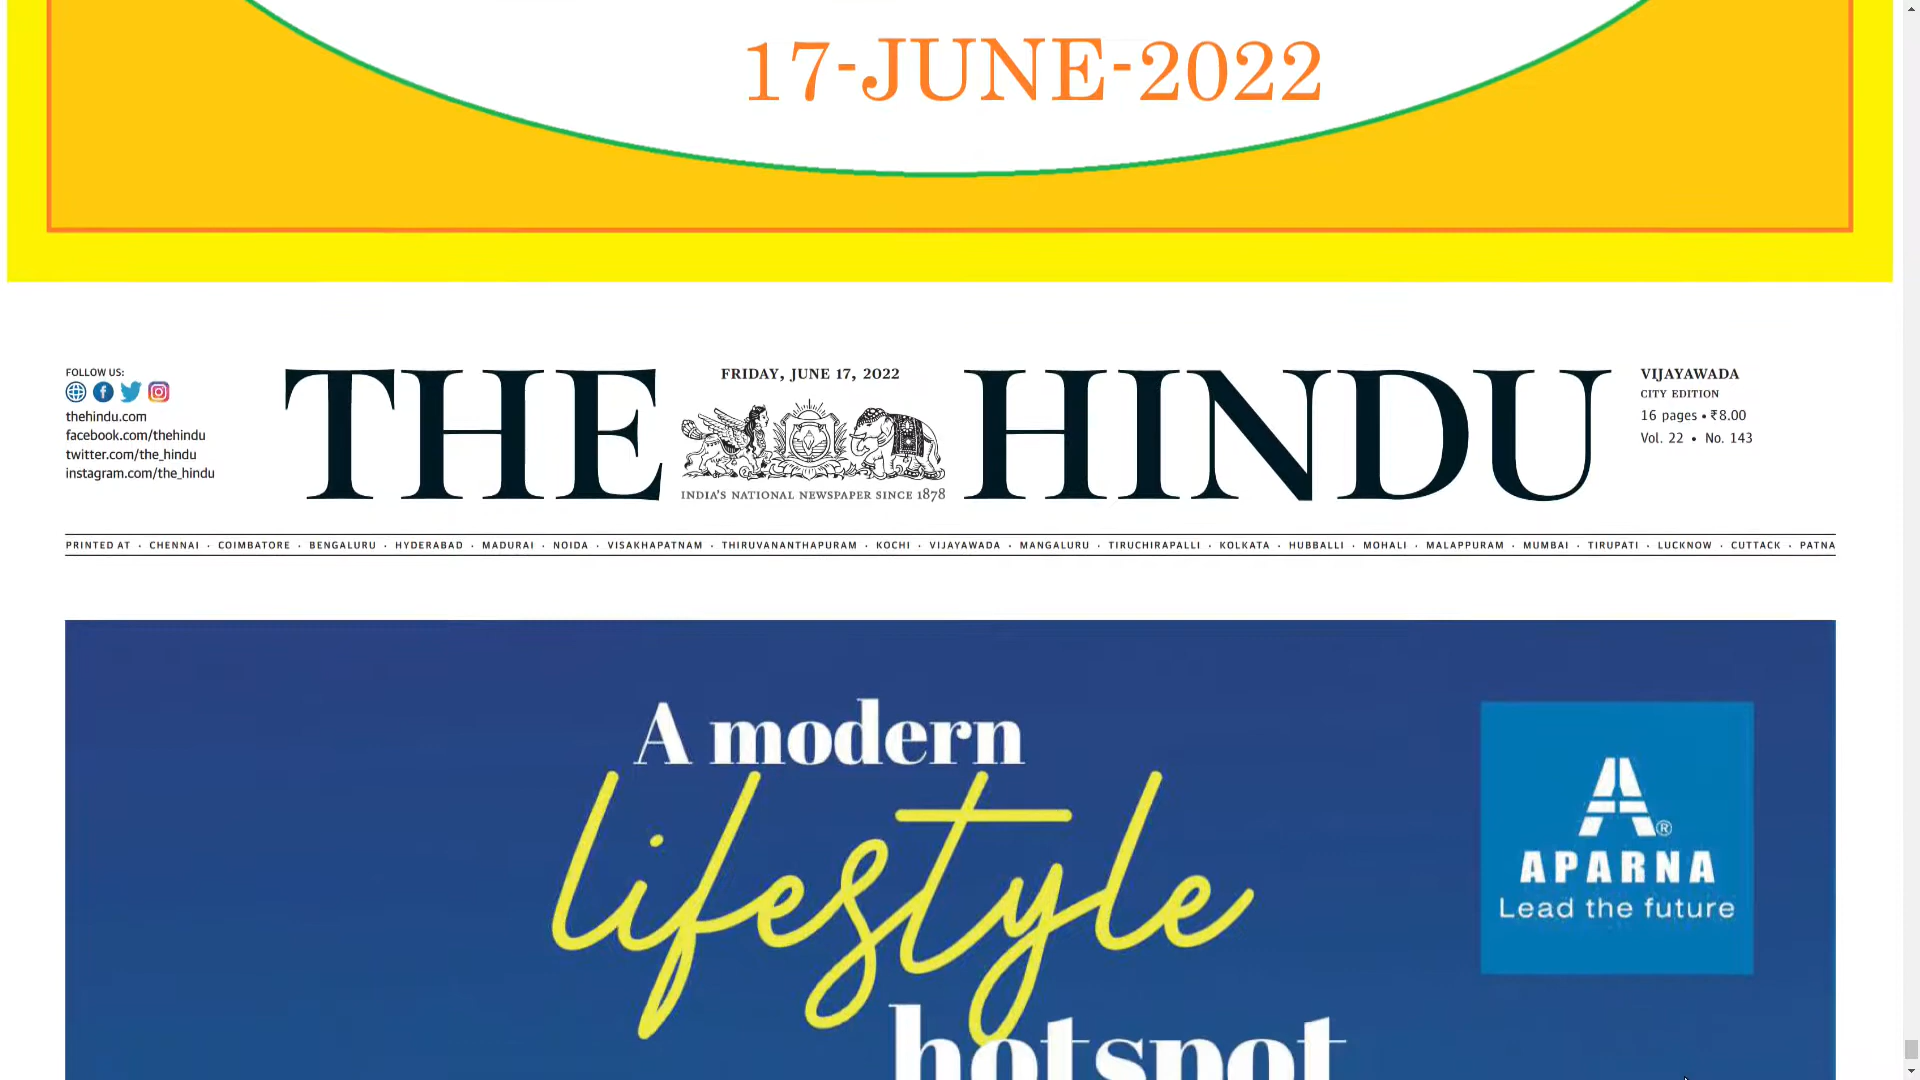 17-JUNE-2022
FOLLOW US:
thehindu.com
facebook.com/thehindu
twitter.com/the_hindu
instagram.com/the_hindu
THE HINDU
FRIDAY, JUNE 17, 2022
INDIA'S NATIONAL NEWSPAPER SINCE 1878
VIJAYAWADA
CITY EDITION
16 pages • ₹8.00
Vol. 22 • No. 143
PRINTED AT · CHENNAI · COIMBATORE · BENGALURU · HYDERABAD · MADURAI · NOIDA · VISAKHAPATNAM · THIRUVANANTHAPURAM · KOCHI · VIJAYAWADA · MANGALURU · TIRUCHIRAPALLI · KOLKATA · HUBBALLI · MOHALI · MALAPPURAM · MUMBAI · TIRUPATI · LUCKNOW · CUTTACK · PATNA
A modern
lifestyle
hotspot
A®
APARNA
Lead the future